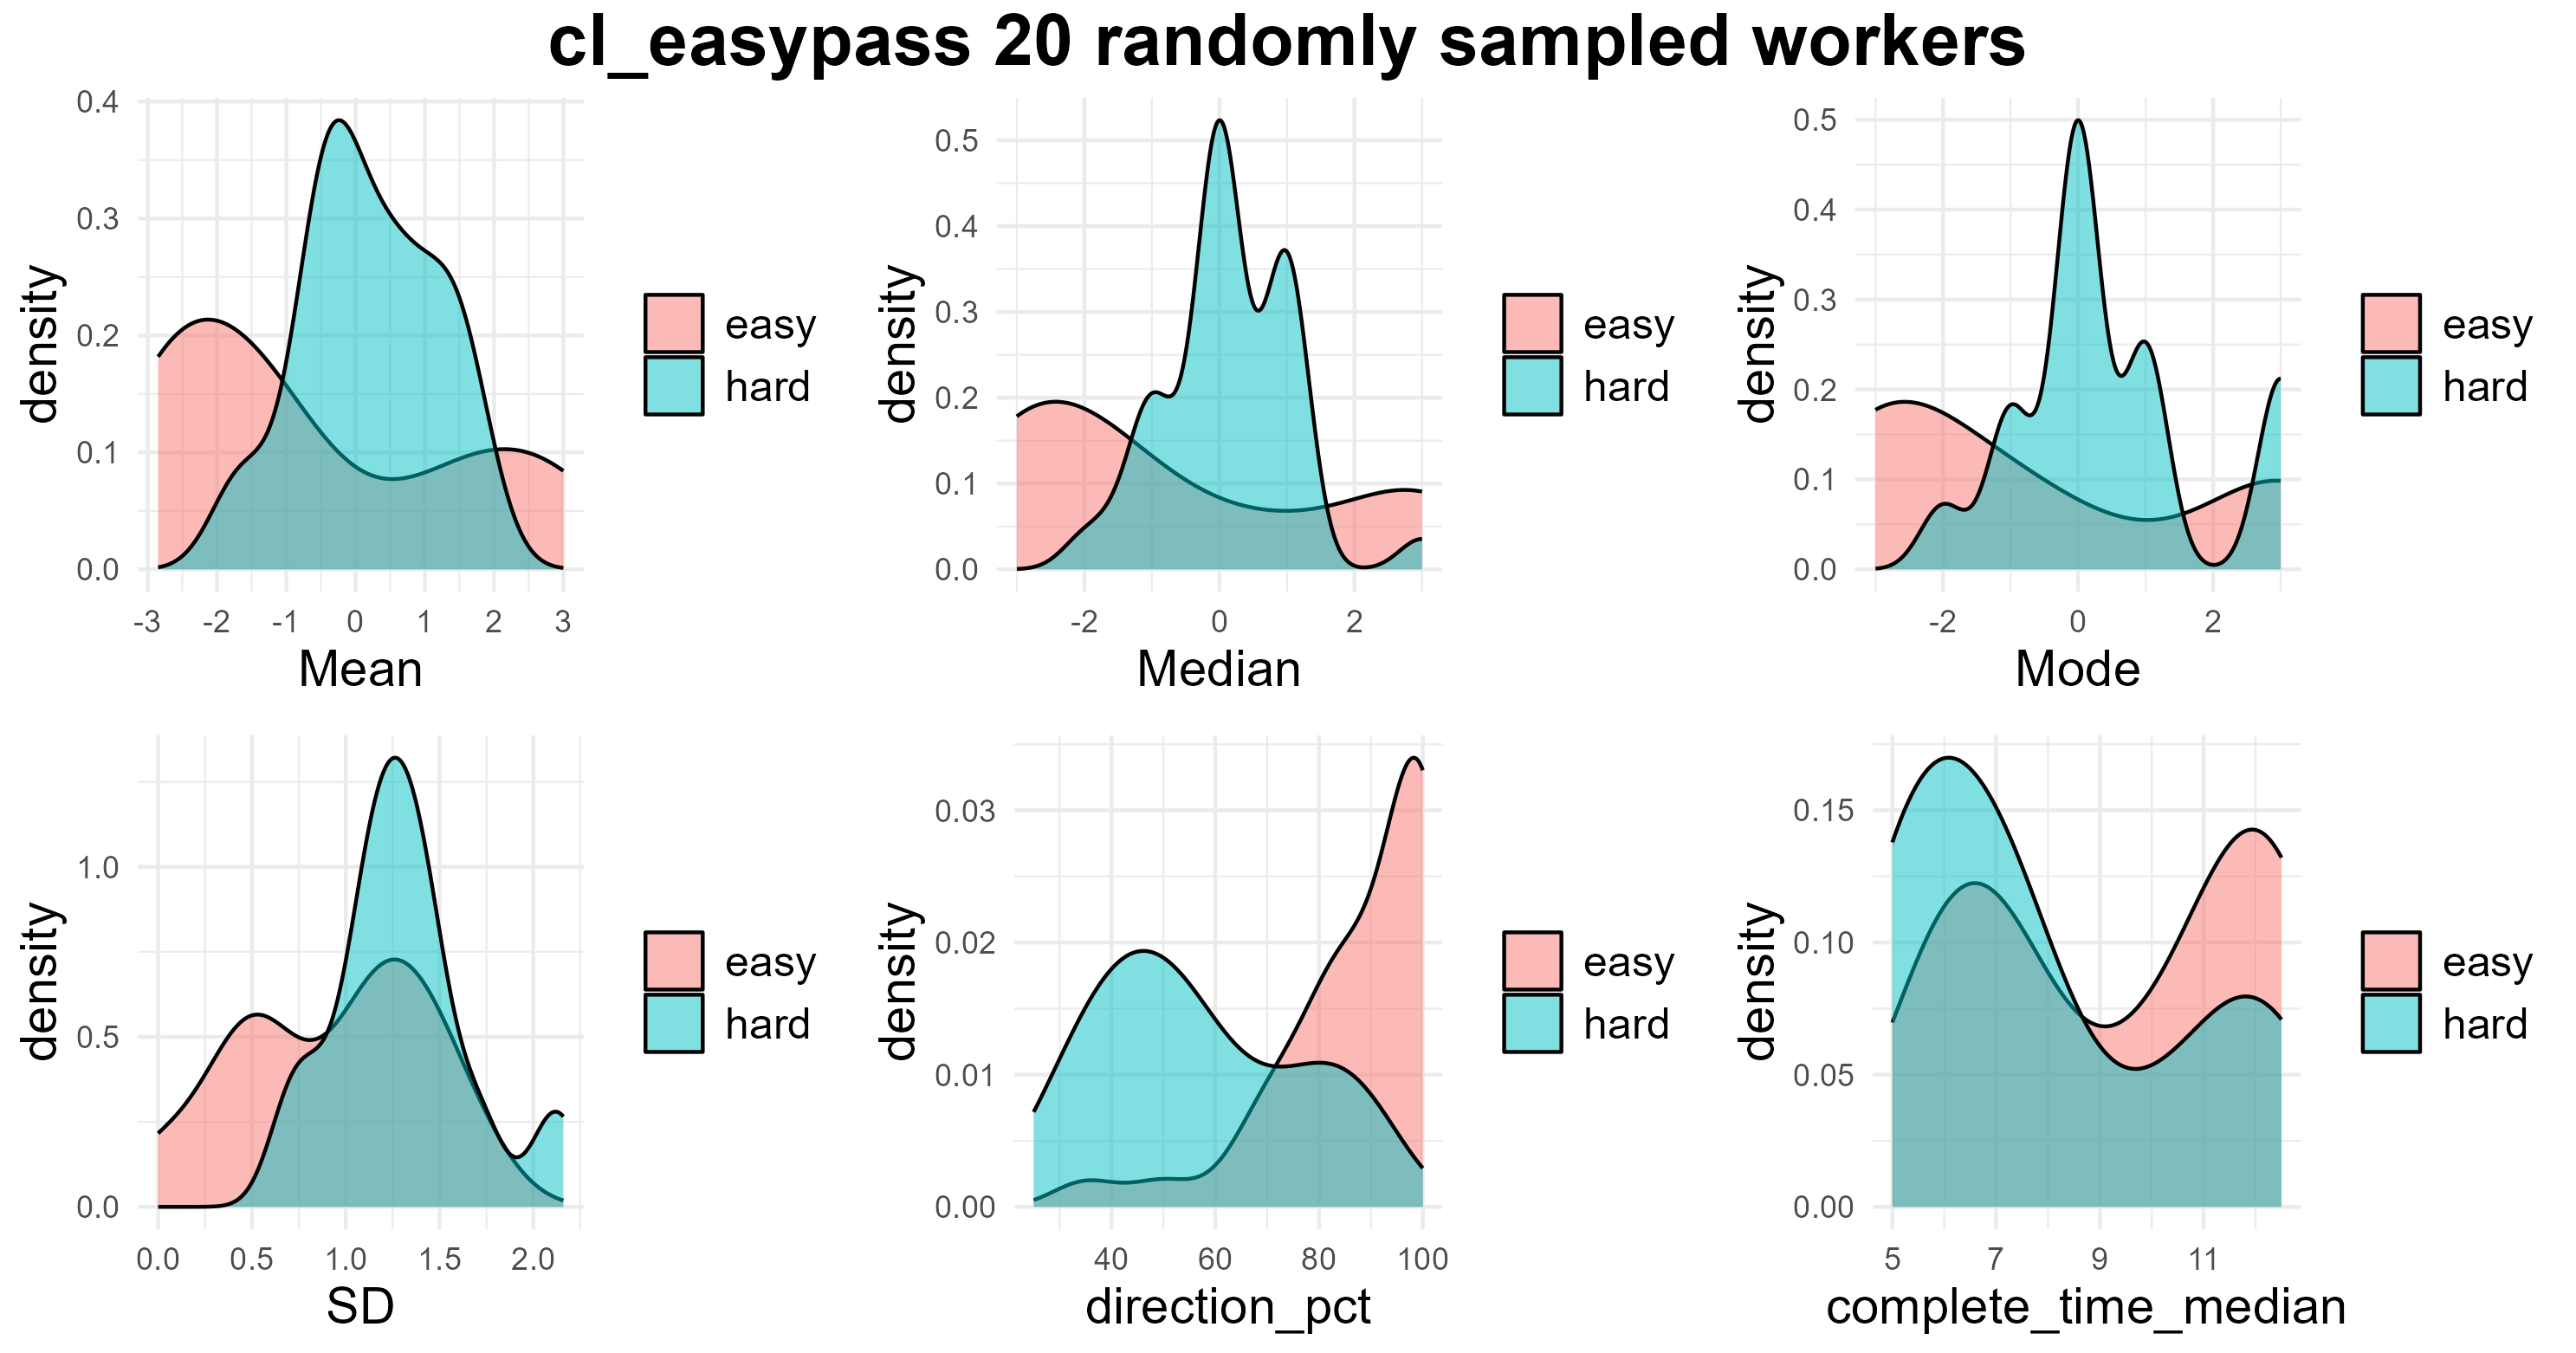 cl_easypass 20 randomly sampled workers
density
0.4
0.3
0.2
0.1
0.0
-3 -2 -1 0 1 2 3
Mean
easy
hard
density
0.5
0.4
0.3
0.2
0.1
0.0
-2 0 2
Median
easy
hard
density
0.5
0.4
0.3
0.2
0.1
0.0
-2 0 2
Mode
easy
hard
density
1.0
0.5
0.0
0.0 0.5 1.0 1.5 2.0
SD
easy
hard
density
0.03
0.02
0.01
0.00
40 60 80 100
direction_pct
easy
hard
density
0.15
0.10
0.05
0.00
5 7 9 11
complete_time_median
easy
hard